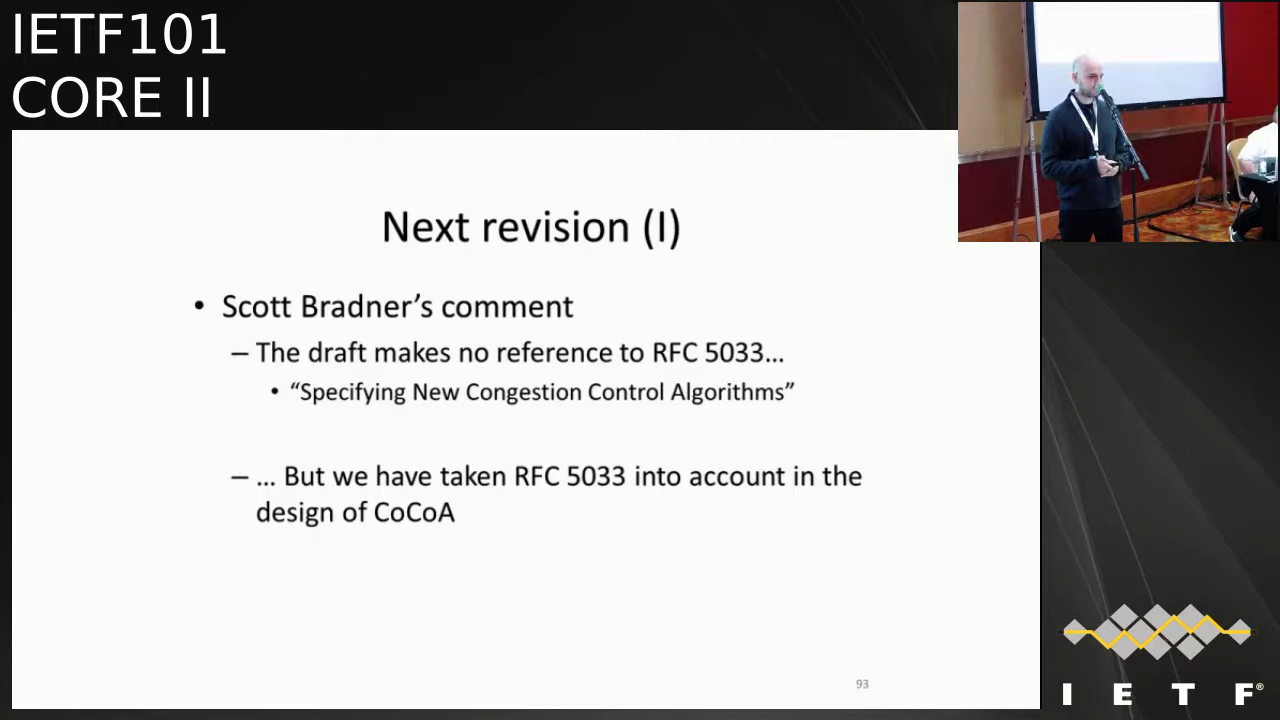 IETF101
CORE II
Next revision (I)
• Scott Bradner’s comment
– The draft makes no reference to RFC 5033…
• “Specifying New Congestion Control Algorithms”
– … But we have taken RFC 5033 into account in the
design of CoCoA
93
I E T F®